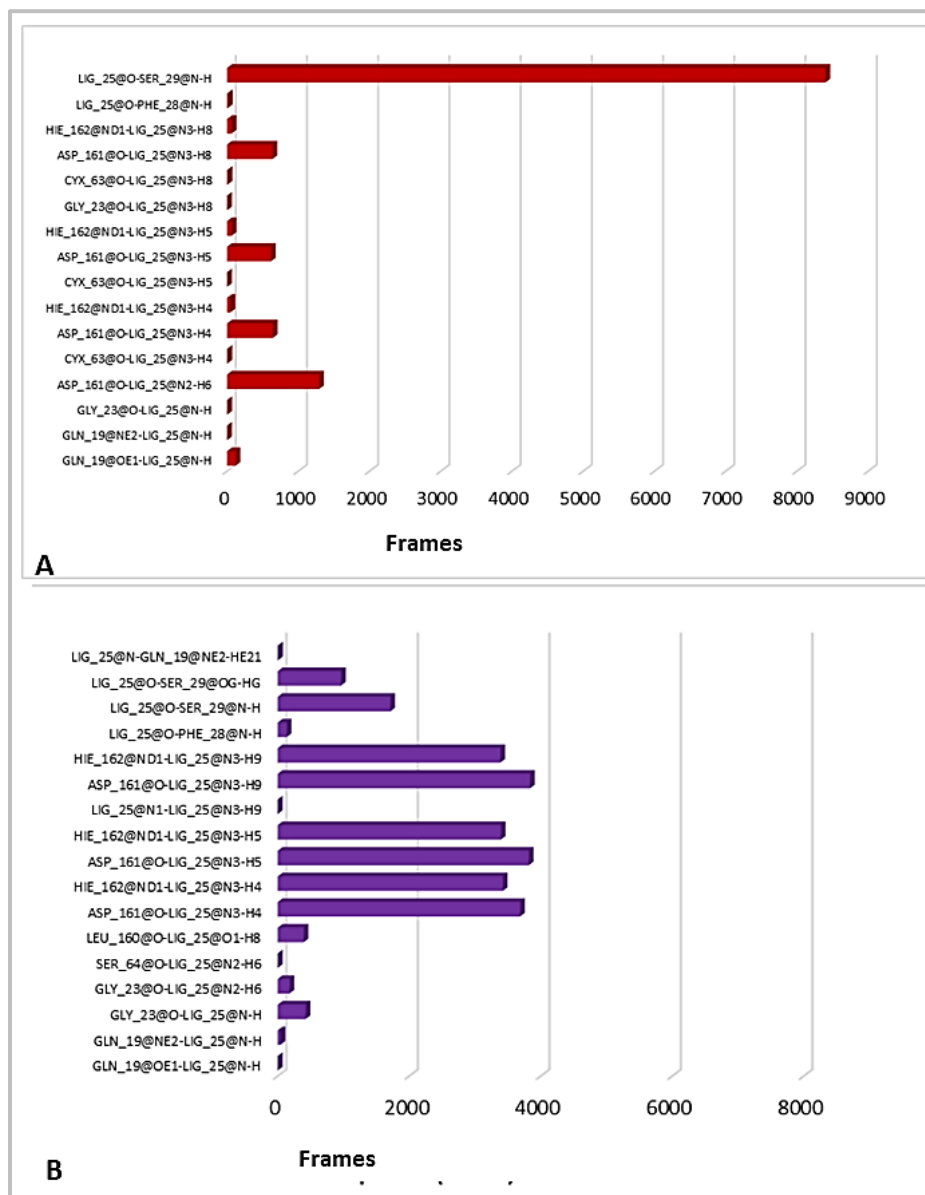 LIG_25@O-SER_29@N-H
LIG_25@O-PHE_28@N-H
HIE_162@ND1-LIG_25@N3-H8
ASP_161@O-LIG_25@N3-H8
CYX_63@O-LIG_25@N3-H8
GLY_23@O-LIG_25@N3-H8
HIE_162@ND1-LIG_25@N3-H5
ASP_161@O-LIG_25@N3-H5
CYX_63@O-LIG_25@N3-H5
HIE_162@ND1-LIG_25@N3-H4
ASP_161@O-LIG_25@N3-H4
CYX_63@O-LIG_25@N3-H4
ASP_161@O-LIG_25@N2-H6
GLY_23@O-LIG_25@N-H
GLN_19@NE2-LIG_25@N-H
GLN_19@OE1-LIG_25@N-H
0 1000 2000 3000 4000 5000 6000 7000 8000 9000
Frames
A
LIG_25@N-GLN_19@NE2-HE21
LIG_25@O-SER_29@OG-HG
LIG_25@O-SER_29@N-H
LIG_25@O-PHE_28@N-H
HIE_162@ND1-LIG_25@N3-H9
ASP_161@O-LIG_25@N3-H9
LIG_25@N1-LIG_25@N3-H9
HIE_162@ND1-LIG_25@N3-H5
ASP_161@O-LIG_25@N3-H5
HIE_162@ND1-LIG_25@N3-H4
ASP_161@O-LIG_25@N3-H4
LEU_160@O-LIG_25@O1-H8
SER_64@O-LIG_25@N2-H6
GLY_23@O-LIG_25@N2-H6
GLY_23@O-LIG_25@N-H
GLN_19@NE2-LIG_25@N-H
GLN_19@OE1-LIG_25@N-H
0 2000 4000 6000 8000
Frames
B